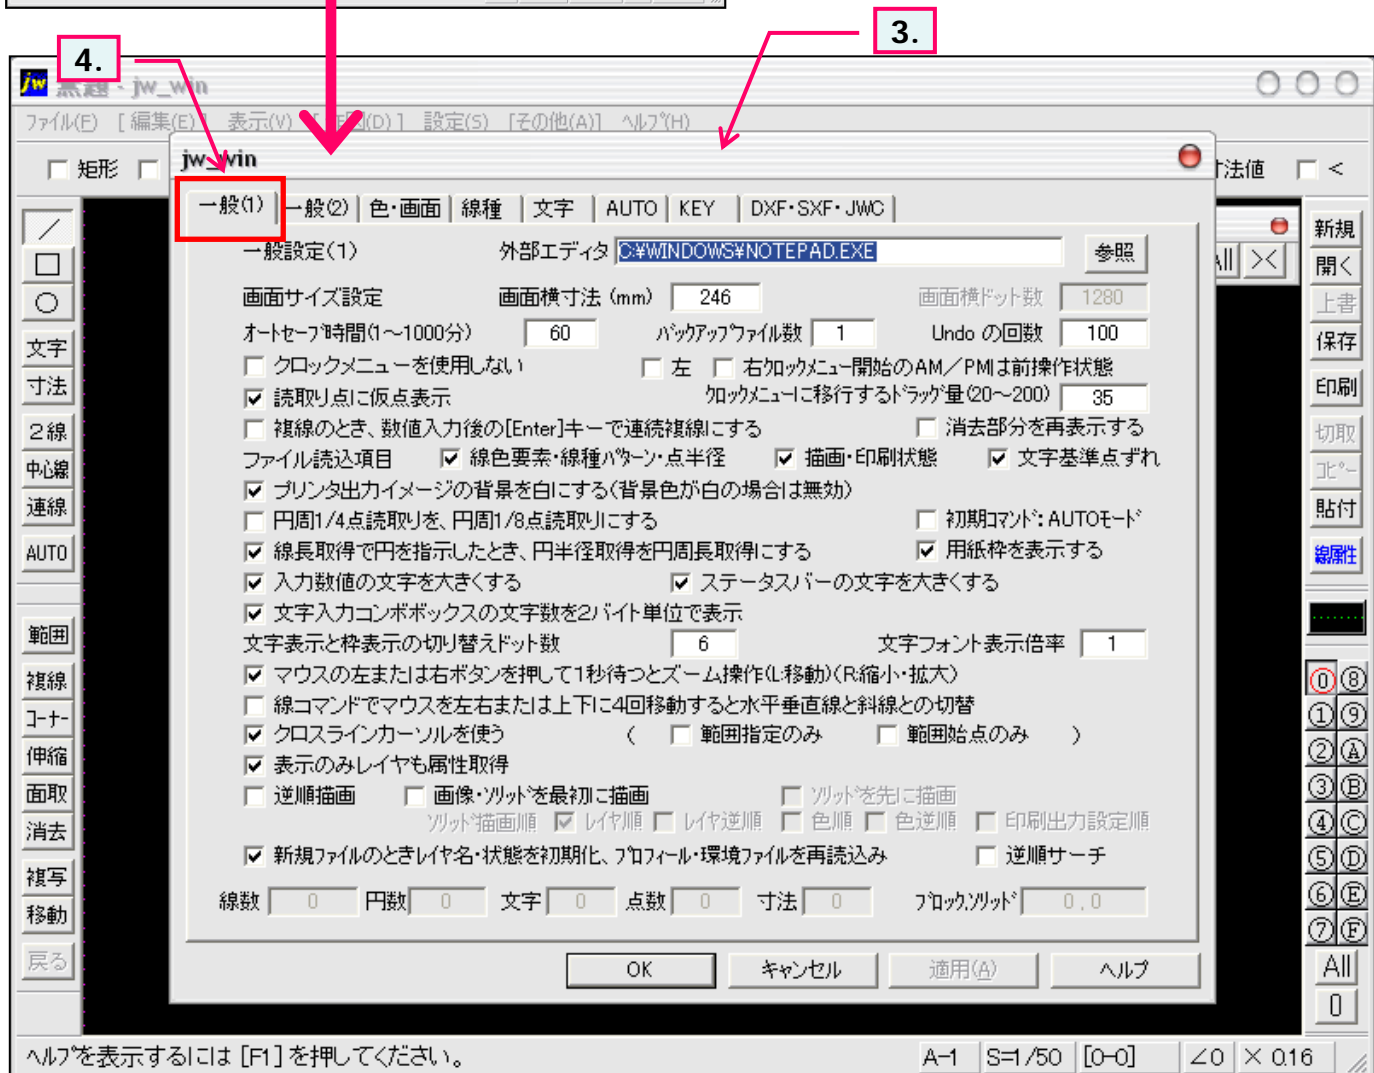 3.
4.
無題 - jw_win
ファイル(F) [編集(E)] 表示(V) [作図(D)] 設定(S) [その他(A)] ヘルプ(H)
矩形
jw_win
寸法値 <
一般(1) 一般(2) 色・画面 線種 文字 AUTO KEY DXF・SXF・JWC
一般設定(1) 外部エディタ C:¥WINDOWS¥NOTEPAD.EXE 参照
画面サイズ設定 画面横寸法(mm) 246 画面横ドット数 1280
オートセーブ時間(1～1000分) 60 バックアップファイル数 1 Undo の回数 100
クロックメニューを使用しない 左 右クロックメニュー開始のAM/PMは前操作状態
読取り点に仮点表示 クロックメニューに移行するドラッグ量(20～200) 35
複線のとき、数値入力後の[Enter]キーで連続複線にする 消去部分を再表示する
ファイル読込項目 線色要素・線種パターン・点半径 描画・印刷状態 文字基準点ずれ
プリンタ出力イメージの背景を白にする(背景色が白の場合は無効)
円周1/4点読取りを、円周1/8点読取りにする 初期コマンド:AUTOモード
線長取得で円を指示したとき、円半径取得を円周長取得にする 用紙枠を表示する
入力数値の文字を大きくする ステータスバーの文字を大きくする
文字入力コンボボックスの文字数を2バイト単位で表示
文字表示と枠表示の切り替えドット数 6 文字フォント表示倍率 1
マウスの左または右ボタンを押して1秒待つとズーム操作(L:移動)(R:縮小・拡大)
線コマンドでマウスを左右または上下に4回移動すると水平垂直線と斜線との切替
クロスラインカーソルを使う ( 範囲指定のみ 範囲始点のみ )
表示のみレイヤも属性取得
逆順描画 画像・ソリッドを最初に描画 ソリッドを先に描画
ソリッド描画順 レイヤ順 レイヤ逆順 色順 色逆順 印刷出力設定順
新規ファイルのときレイヤ名・状態を初期化、プロフィール・環境ファイルを再読込み 逆順サーチ
線数 0 円数 0 文字 0 点数 0 寸法 0 ブロック,ソリッド 0 , 0
OK キャンセル 適用(A) ヘルプ
文字
寸法
2線
中心線
連線
AUTO
範囲
複線
コーナー
伸縮
面取
消去
複写
移動
戻る
All ><
新規
開く
上書
保存
印刷
切取
コピー
貼付
線属性
⓪ ⑧
① ⑨
② Ⓐ
③ Ⓑ
④ Ⓒ
⑤ Ⓓ
⑥ Ⓔ
⑦ Ⓕ
All
0
ヘルプを表示するには [F1] を押してください。 A-1 S=1/50 [0-0] ∠0 × 0.16